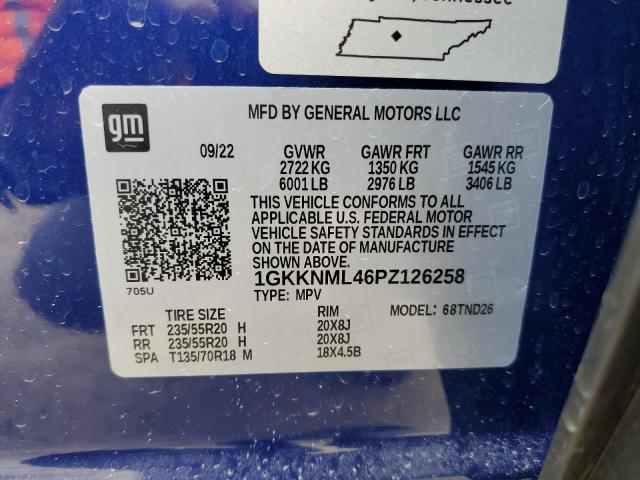 gm
MFD BY GENERAL MOTORS LLC
09/22 GVWR GAWR FRT GAWR RR
2722 KG 1350 KG 1545 KG
6001 LB 2976 LB 3406 LB
THIS VEHICLE CONFORMS TO ALL
APPLICABLE U.S. FEDERAL MOTOR
VEHICLE SAFETY STANDARDS IN EFFECT
ON THE DATE OF MANUFACTURE
SHOWN ABOVE.
705U 1GKKNML46PZ126258
TYPE: MPV
TIRE SIZE RIM MODEL: 68TND26
FRT 235/55R20 H 20X8J
RR 235/55R20 H 20X8J
SPA T135/70R18 M 18X4.5B